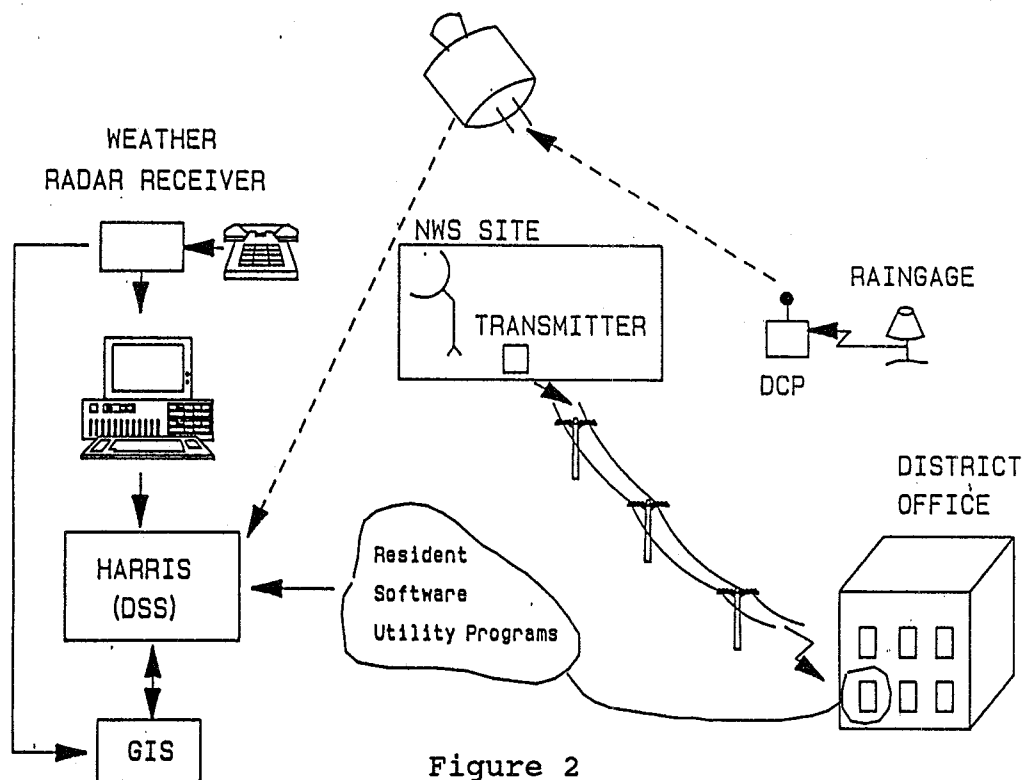 WEATHER
RADAR RECEIVER
NWS SITE
TRANSMITTER
RAINGAGE
DCP
DISTRICT
OFFICE
HARRIS
(DSS)
Resident
Software
Utility Programs
GIS
Figure 2